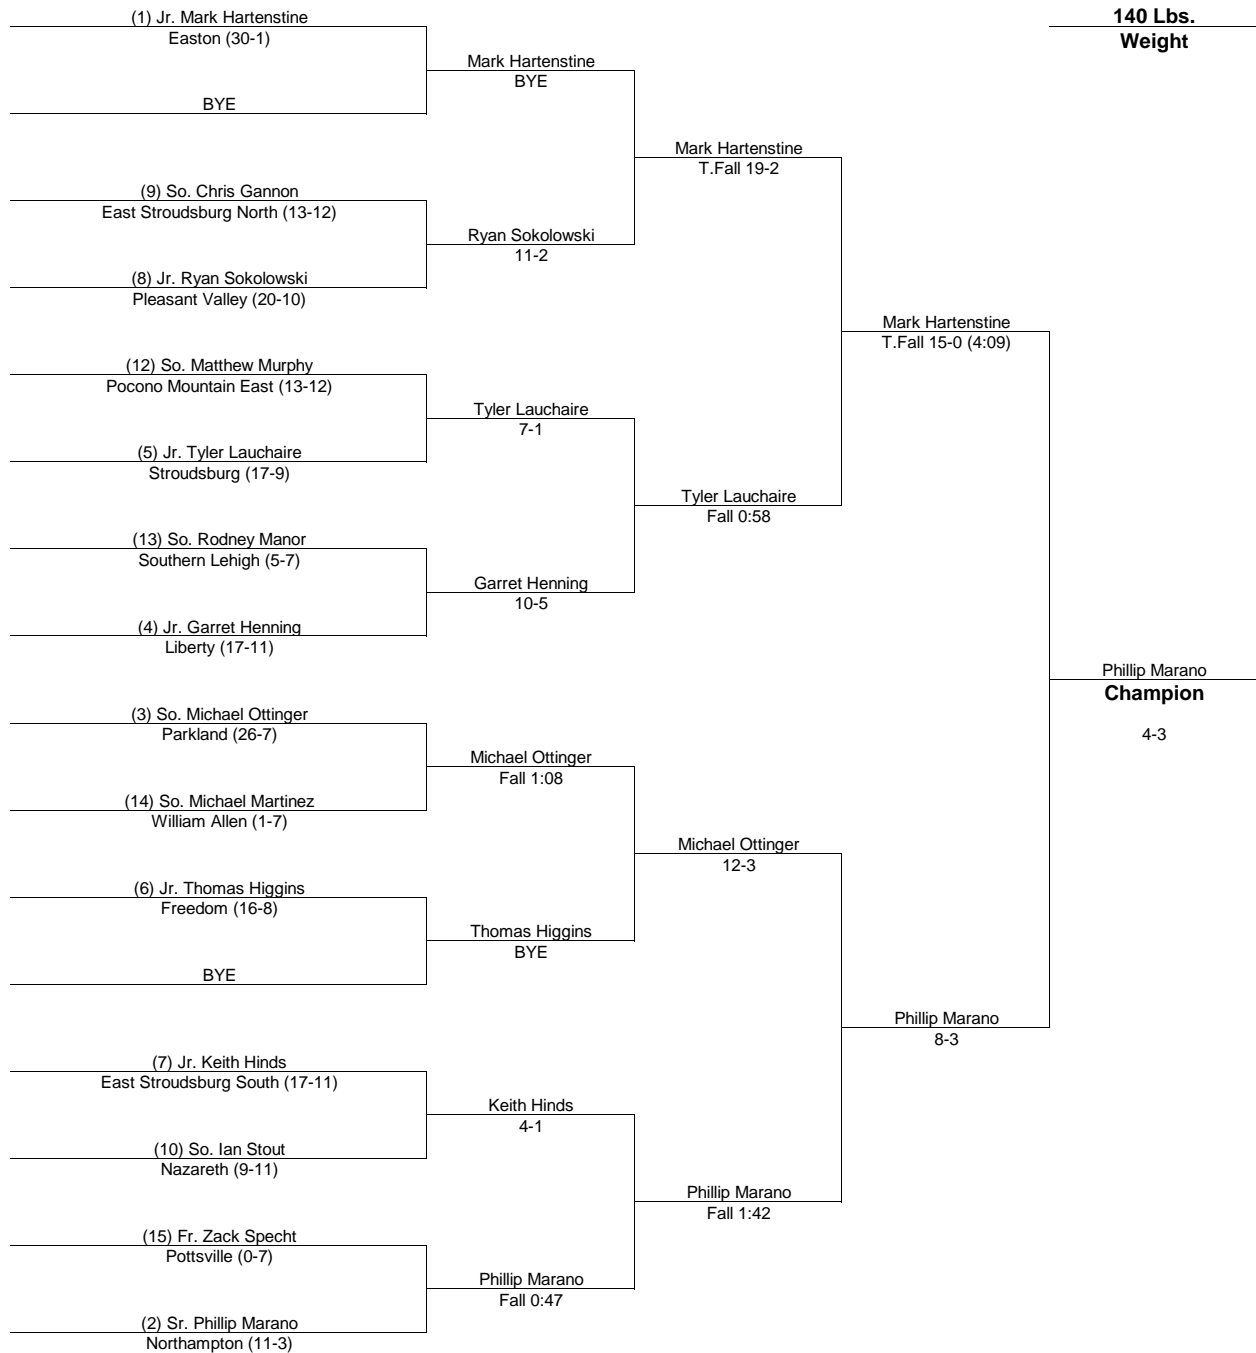 140 Lbs.
Weight
(1) Jr. Mark Hartenstine
Easton (30-1)
BYE
(9) So. Chris Gannon
East Stroudsburg North (13-12)
(8) Jr. Ryan Sokolowski
Pleasant Valley (20-10)
(12) So. Matthew Murphy
Pocono Mountain East (13-12)
(5) Jr. Tyler Lauchaire
Stroudsburg (17-9)
(13) So. Rodney Manor
Southern Lehigh (5-7)
(4) Jr. Garret Henning
Liberty (17-11)
(3) So. Michael Ottinger
Parkland (26-7)
(14) So. Michael Martinez
William Allen (1-7)
(6) Jr. Thomas Higgins
Freedom (16-8)
BYE
(7) Jr. Keith Hinds
East Stroudsburg South (17-11)
(10) So. Ian Stout
Nazareth (9-11)
(15) Fr. Zack Specht
Pottsville (0-7)
(2) Sr. Phillip Marano
Northampton (11-3)
Mark Hartenstine
BYE
Ryan Sokolowski
11-2
Tyler Lauchaire
7-1
Garret Henning
10-5
Michael Ottinger
Fall 1:08
Thomas Higgins
BYE
Keith Hinds
4-1
Phillip Marano
Fall 0:47
Mark Hartenstine
T.Fall 19-2
Tyler Lauchaire
Fall 0:58
Michael Ottinger
12-3
Phillip Marano
Fall 1:42
Mark Hartenstine
T.Fall 15-0 (4:09)
Phillip Marano
8-3
Phillip Marano
Champion
4-3